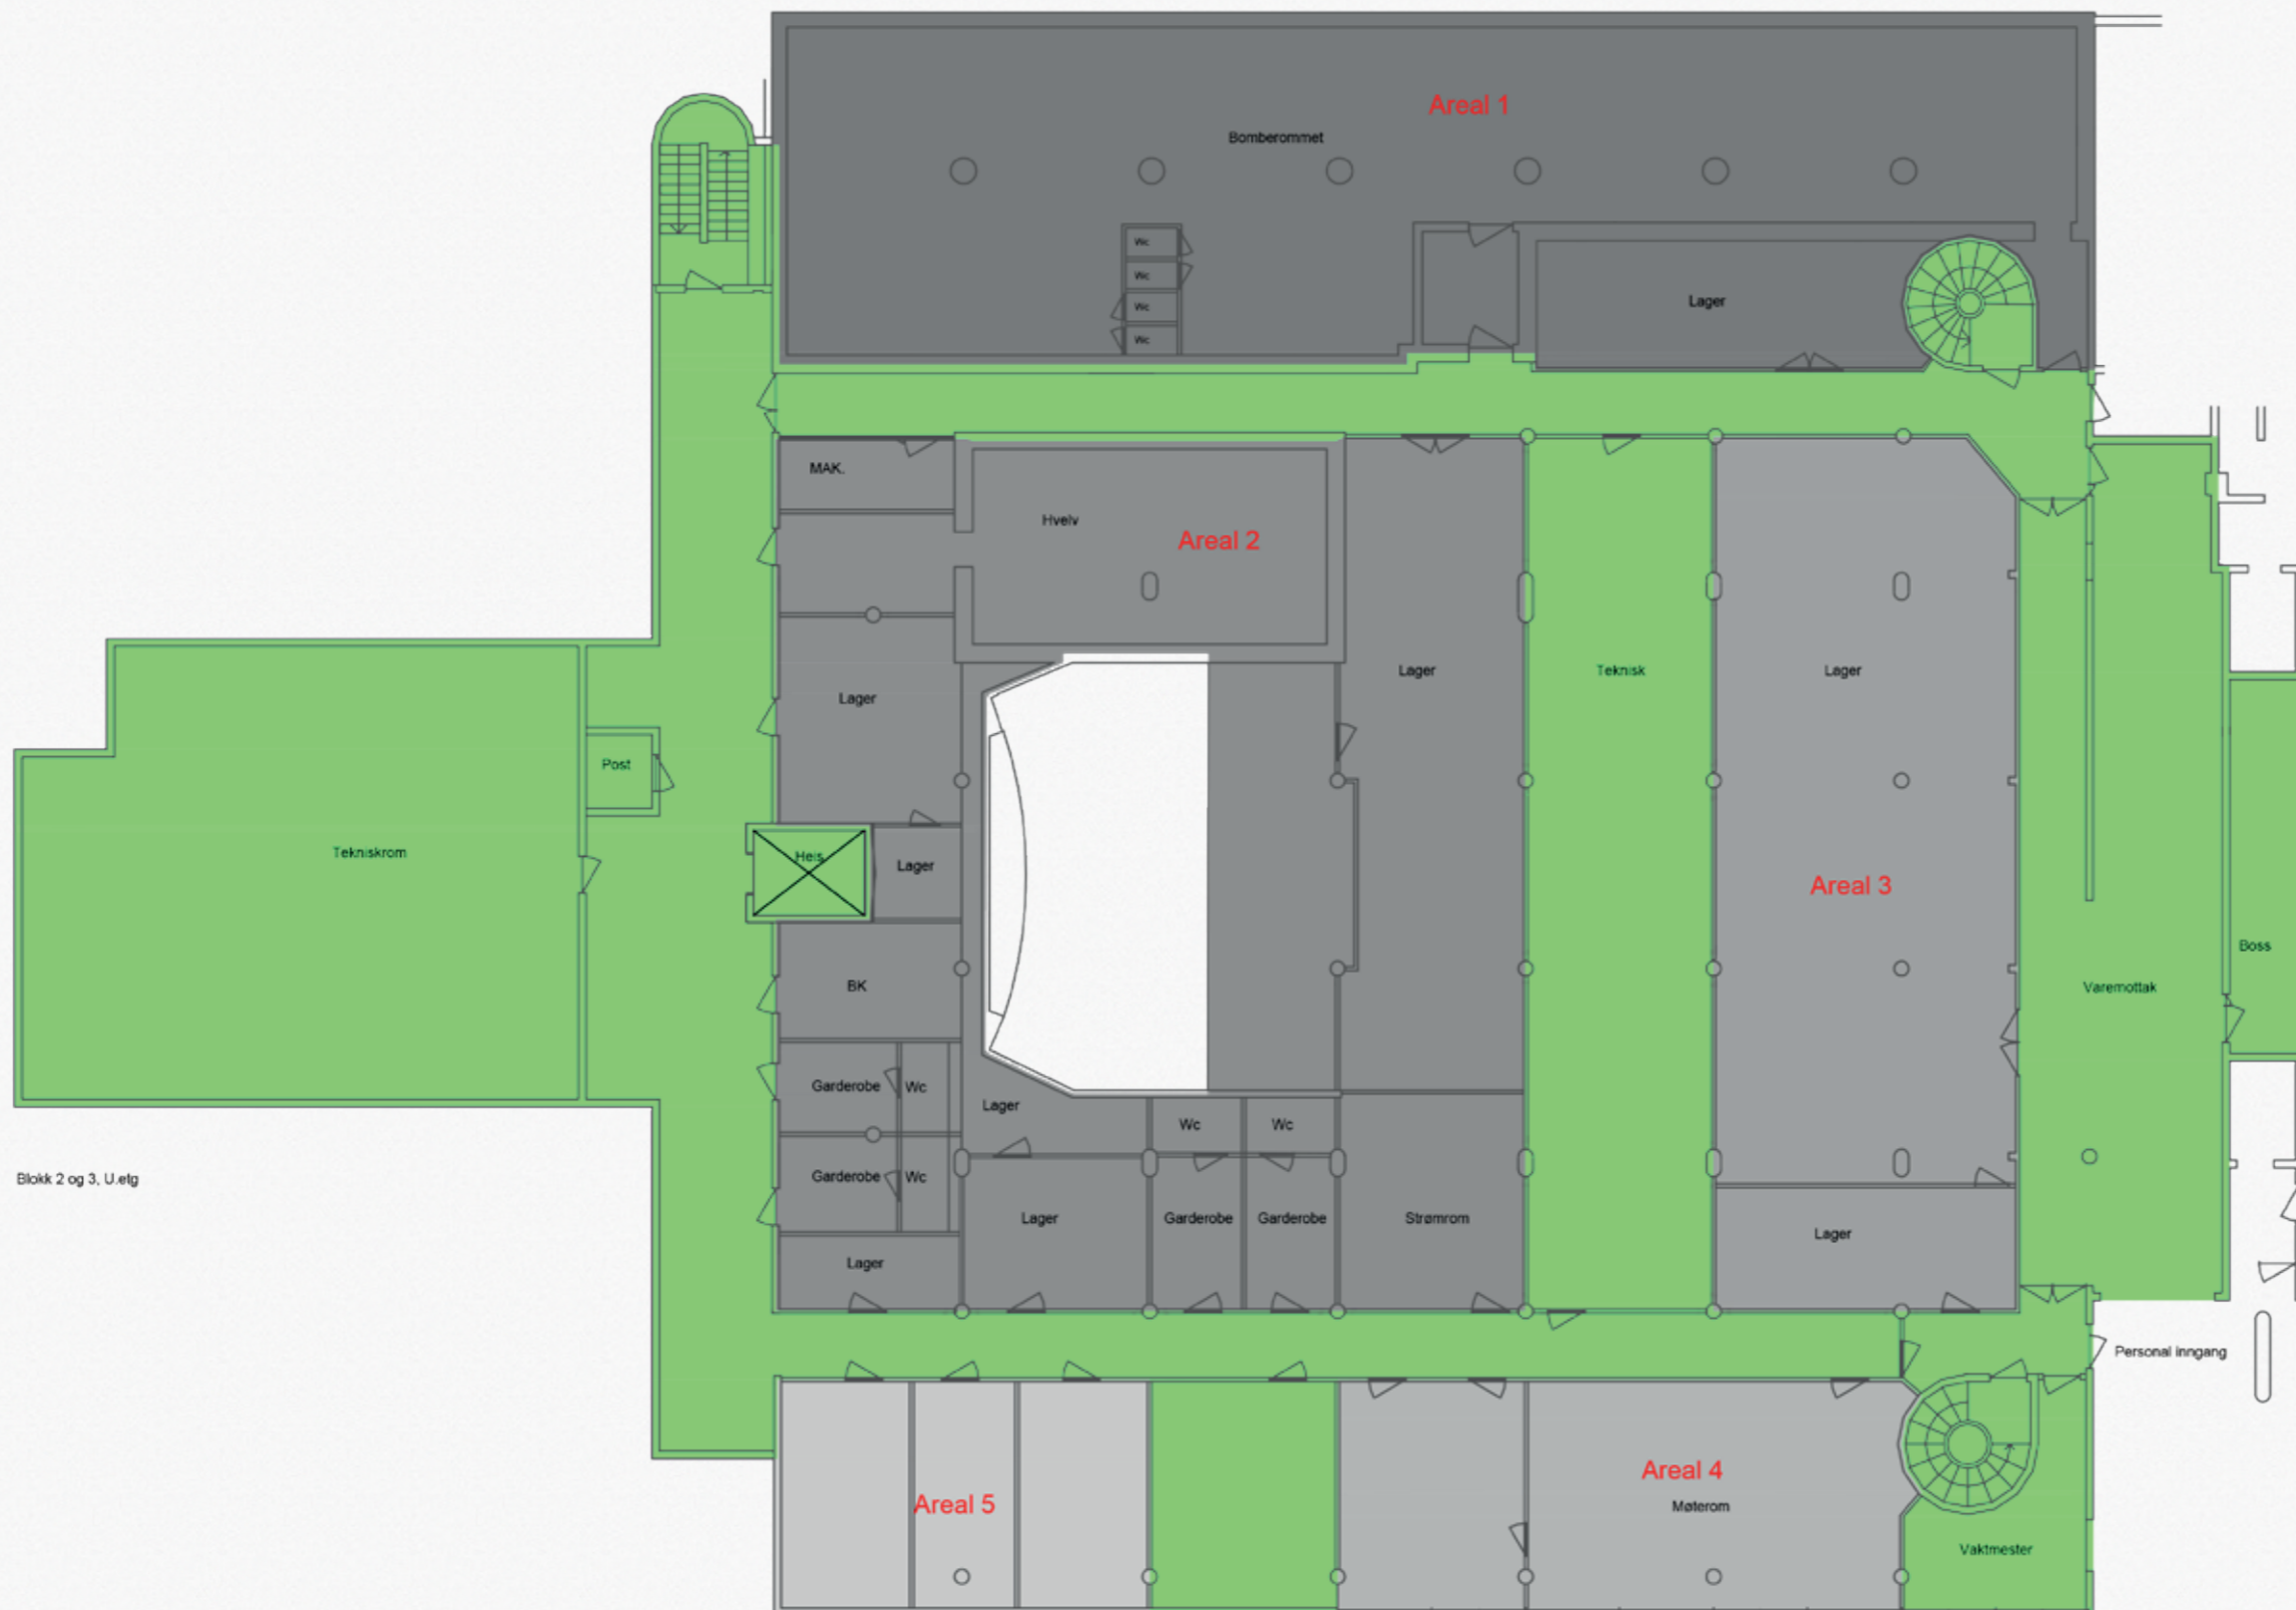 Areal 1
Bomberommet
Wc
Wc
Wc
Wc
Lager
MAK.
Hvelv
Areal 2
Lager
Teknisk
Lager
Lager
Post
Tekniskrom
Heis
Lager
Areal 3
Boss
BK
Varemottak
Garderobe
Wc
Lager
Wc
Wc
Blokk 2 og 3, U.etg
Garderobe
Wc
Lager
Garderobe
Garderobe
Strømrom
Lager
Lager
Personal inngang
Areal 4
Areal 5
Møterom
Vaktmester